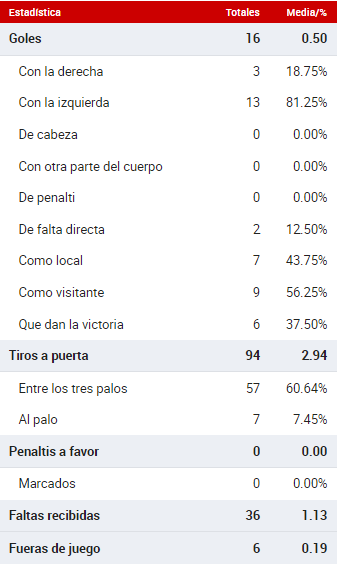 Estadística Totales Media/%
Goles 16 0.50
Con la derecha 3 18.75%
Con la izquierda 13 81.25%
De cabeza 0 0.00%
Con otra parte del cuerpo 0 0.00%
De penalti 0 0.00%
De falta directa 2 12.50%
Como local 7 43.75%
Como visitante 9 56.25%
Que dan la victoria 6 37.50%
Tiros a puerta 94 2.94
Entre los tres palos 57 60.64%
Al palo 7 7.45%
Penaltis a favor 0 0.00
Marcados 0 0.00%
Faltas recibidas 36 1.13
Fueras de juego 6 0.19